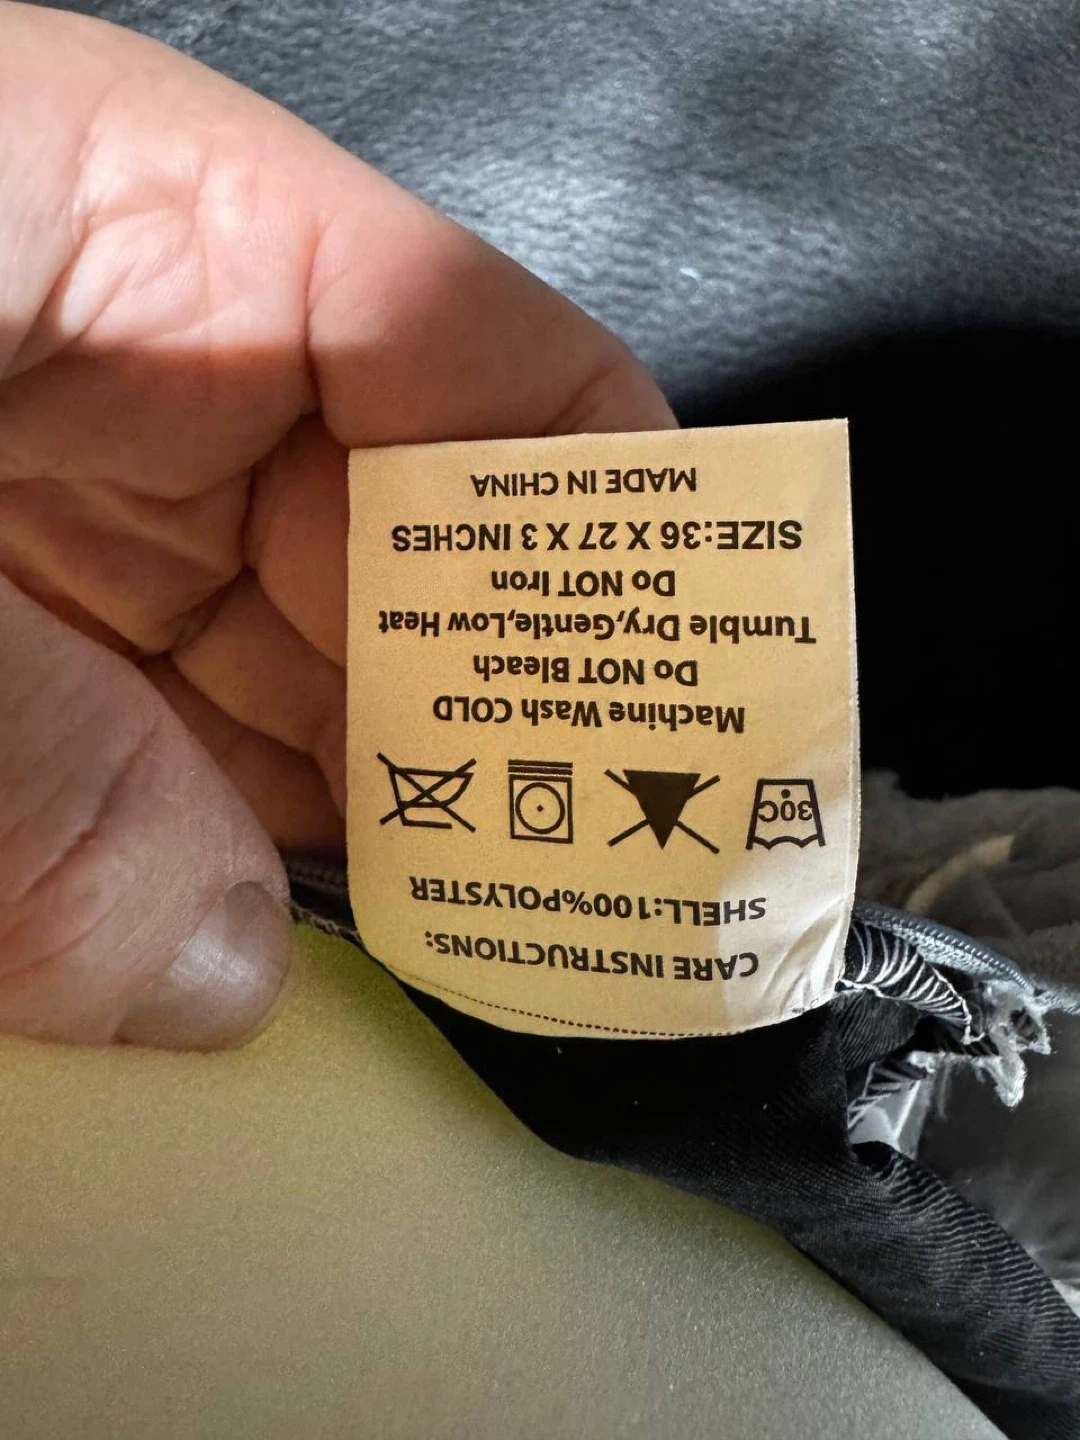 CARE INSTRUCTIONS:
SHELL:100%POLYSTER
30C
Machine Wash COLD
Do NOT Bleach
Tumble Dry,Gentle,Low Heat
Do NOT Iron
SIZE:36 X 27 X 3 INCHES
MADE IN CHINA